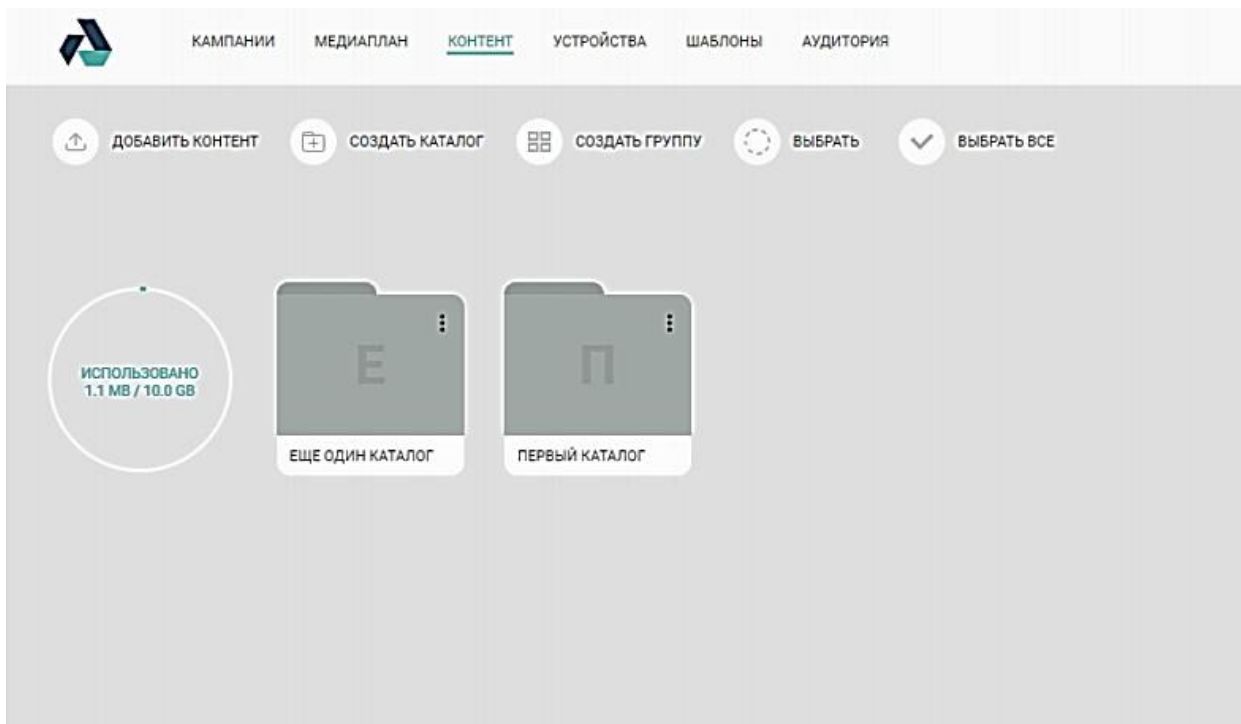 КАМПАНИИ МЕДИАПЛАН КОНТЕНТ УСТРОЙСТВА ШАБЛОНЫ АУДИТОРИЯ
ДОБАВИТЬ КОНТЕНТ СОЗДАТЬ КАТАЛОГ СОЗДАТЬ ГРУППУ ВЫБРАТЬ ВЫБРАТЬ ВСЕ
ИСПОЛЬЗОВАНО
1.1 MB / 10.0 GB
Е
ЕЩЕ ОДИН КАТАЛОГ
П
ПЕРВЫЙ КАТАЛОГ